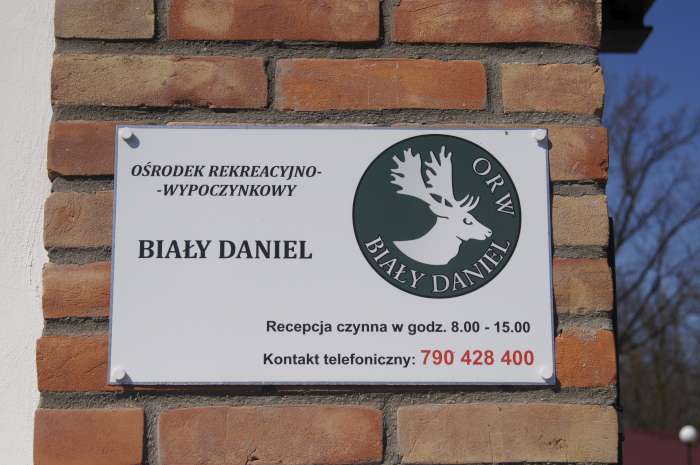 OŚRODEK REKREACYJNO-
-WYPOCZYNKOWY
BIAŁY DANIEL
ORW
BIAŁY DANIEL
Recepcja czynna w godz. 8.00 - 15.00
Kontakt telefoniczny: 790 428 400